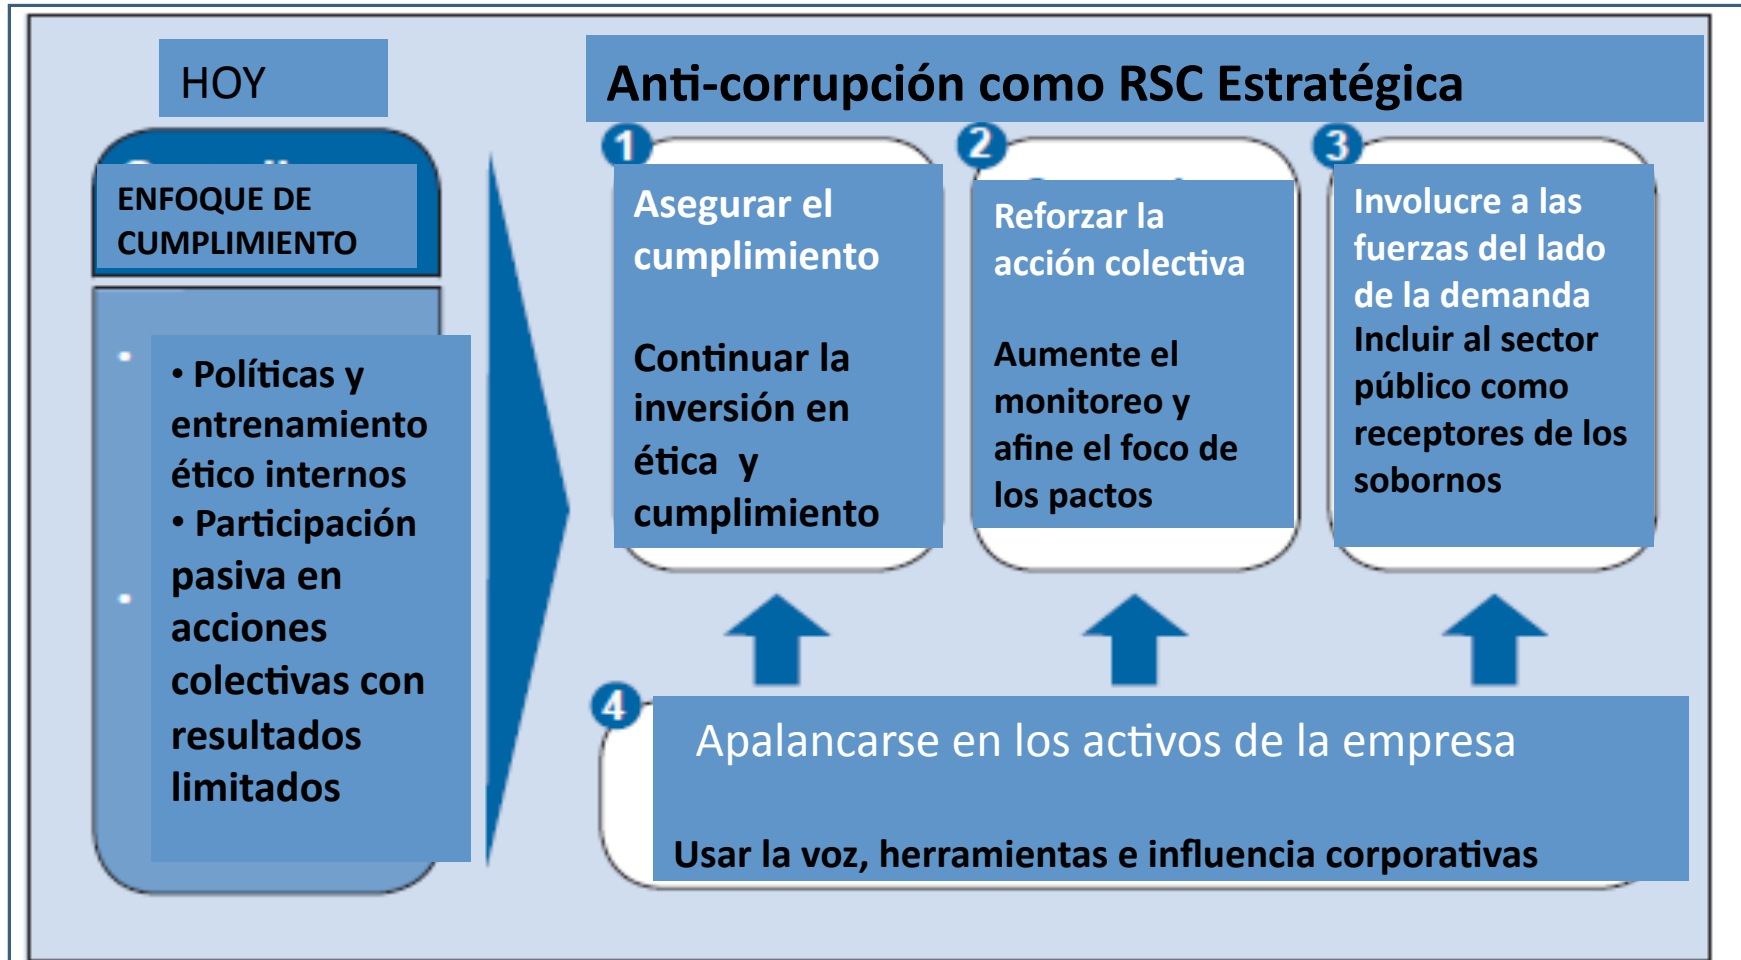 HOY
ENFOQUE DE
CUMPLIMIENTO
• Políticas y
entrenamiento
ético internos
• Participación
pasiva en
acciones
colectivas con
resultados
limitados
Anti-corrupción como RSC Estratégica
1
Asegurar el
cumplimiento
Continuar la
inversión en
ética y
cumplimiento
2
Reforzar la
acción colectiva
Aumente el
monitoreo y
afine el foco de
los pactos
3
Involucre a las
fuerzas del lado
de la demanda
Incluir al sector
público como
receptores de los
sobornos
4
Apalancarse en los activos de la empresa
Usar la voz, herramientas e influencia corporativas